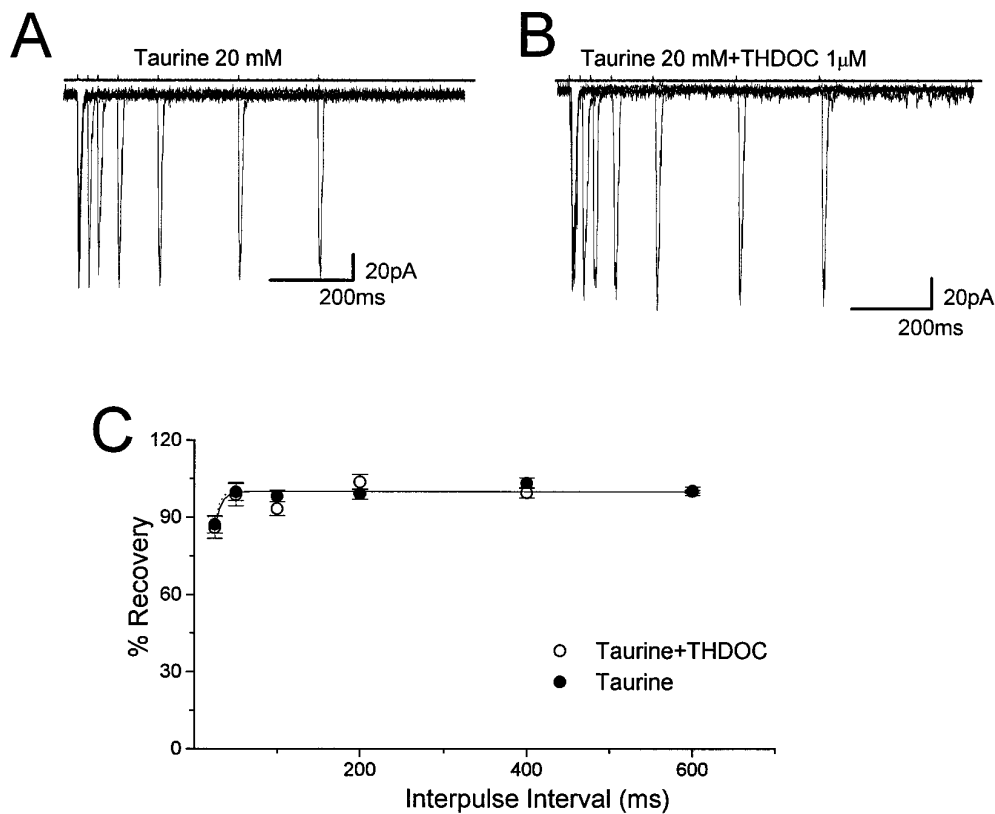 A
Taurine 20 mM
20pA
200ms
B
Taurine 20 mM+THDOC 1µM
20pA
200ms
C
120
90
60
30
0
% Recovery
Taurine+THDOC
Taurine
200
400
600
Interpulse Interval (ms)